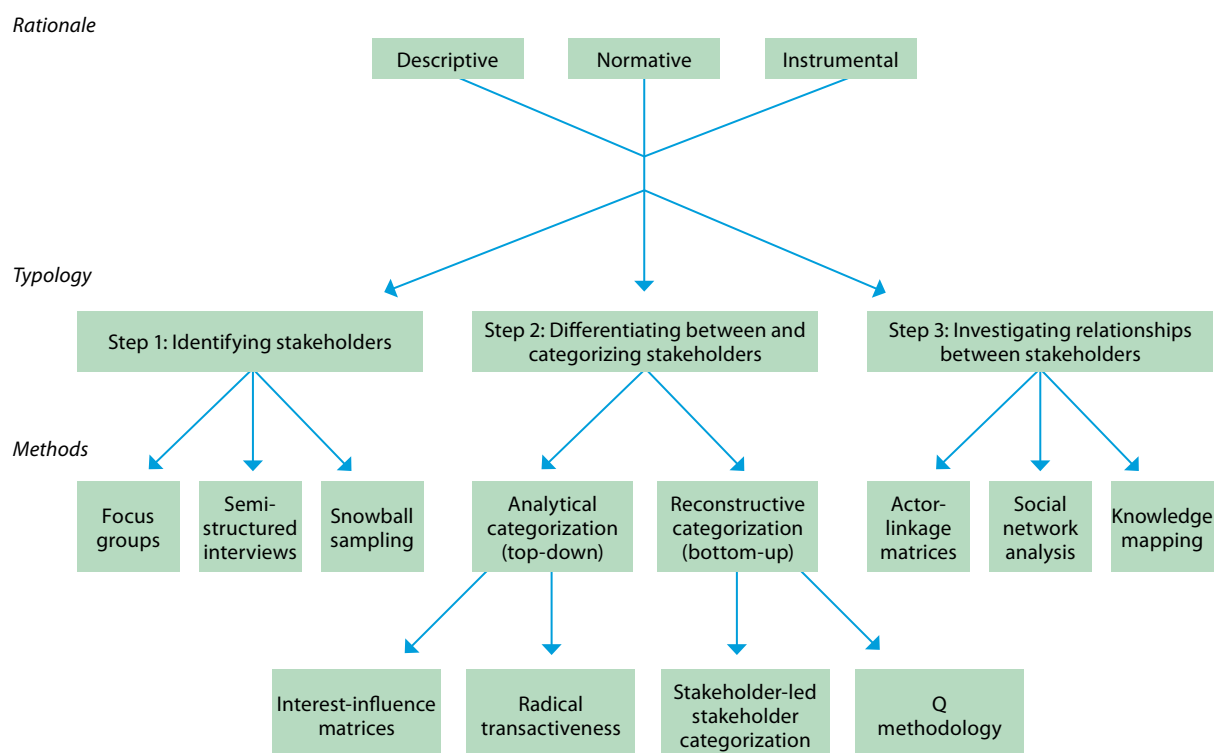 Rationale
Descriptive
Normative
Instrumental
Typology
Step 1: Identifying stakeholders
Step 2: Differentiating between and
categorizing stakeholders
Step 3: Investigating relationships
between stakeholders
Methods
Focus
groups
Semi-
structured
interviews
Snowball
sampling
Analytical
categorization
(top-down)
Reconstructive
categorization
(bottom-up)
Actor-
linkage
matrices
Social
network
analysis
Knowledge
mapping
Interest-influence
matrices
Radical
transactiveness
Stakeholder-led
stakeholder
categorization
Q
methodology